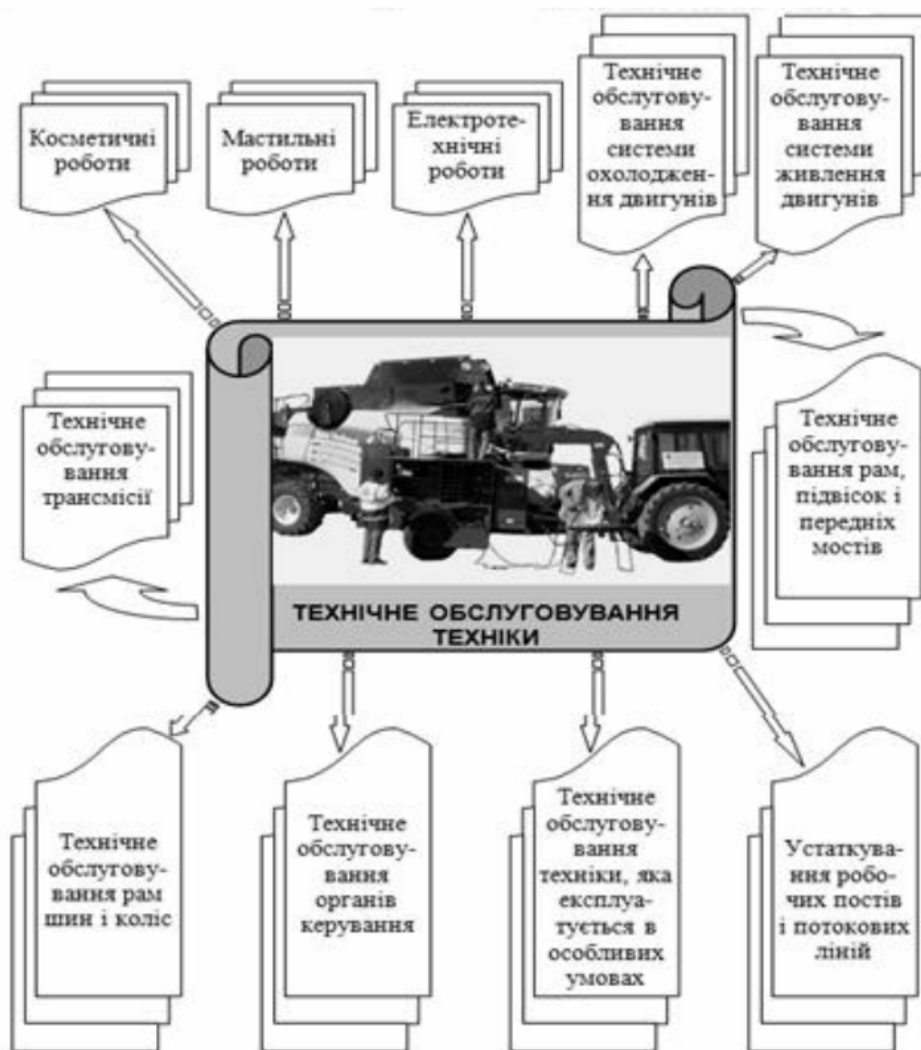 Косметичні
роботи
Мастильні
роботи
Електроте-
хнічні
роботи
Технічне
обслугову-
вання
системи
охолоджен-
ня двигунів
Технічне
обслугову-
вання
системи
живлення
двигунів
Технічне
обслугову-
вання
трансмісії
Технічне
обслугову-
вання рам,
підвісок і
передніх
мостів
ТЕХНІЧНЕ ОБСЛУГОВУВАННЯ
ТЕХНІКИ
Технічне
обслугову-
вання рам
шин і коліс
Технічне
обслугову-
вання
органів
керування
Технічне
обслугову-
вання
техніки, яка
експлуа-
тується в
особливих
умовах
Устаткува-
ння робо-
чих постів
і потокових
ліній